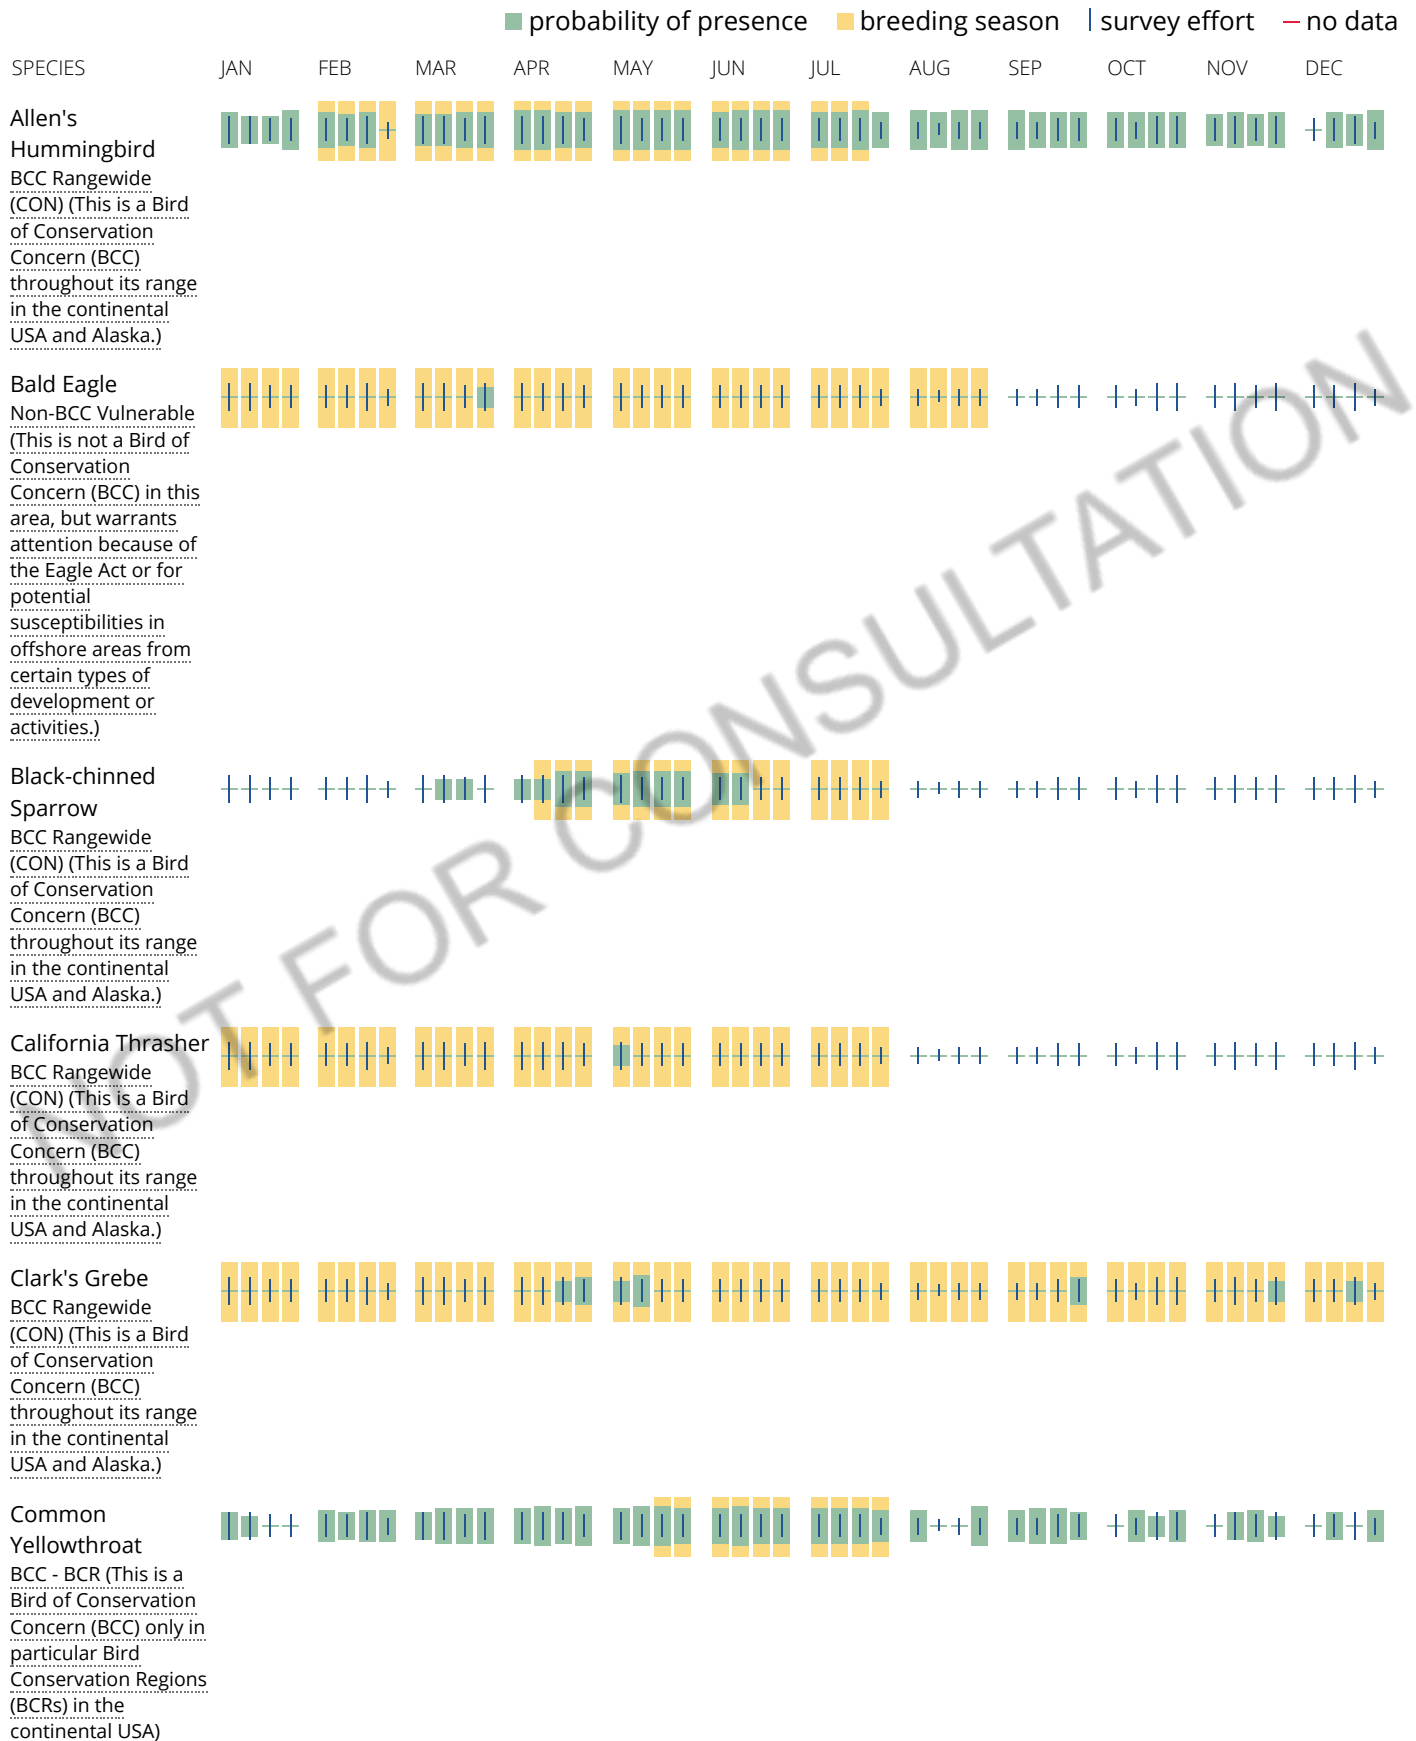 probability of presence breeding season survey effort no data
SPECIES JAN FEB MAR APR MAY JUN JUL AUG SEP OCT NOV DEC
Allen's
Hummingbird
BCC Rangewide
(CON) (This is a Bird
of Conservation
Concern (BCC)
throughout its range
in the continental
USA and Alaska.)
Bald Eagle
Non-BCC Vulnerable
(This is not a Bird of
Conservation
Concern (BCC) in this
area, but warrants
attention because of
the Eagle Act or for
potential
susceptibilities in
offshore areas from
certain types of
development or
activities.)
Black-chinned
Sparrow
BCC Rangewide
(CON) (This is a Bird
of Conservation
Concern (BCC)
throughout its range
in the continental
USA and Alaska.)
California Thrasher
BCC Rangewide
(CON) (This is a Bird
of Conservation
Concern (BCC)
throughout its range
in the continental
USA and Alaska.)
Clark's Grebe
BCC Rangewide
(CON) (This is a Bird
of Conservation
Concern (BCC)
throughout its range
in the continental
USA and Alaska.)
Common
Yellowthroat
BCC - BCR (This is a
Bird of Conservation
Concern (BCC) only in
particular Bird
Conservation Regions
(BCRs) in the
continental USA)
NOT FOR CONSULTATION